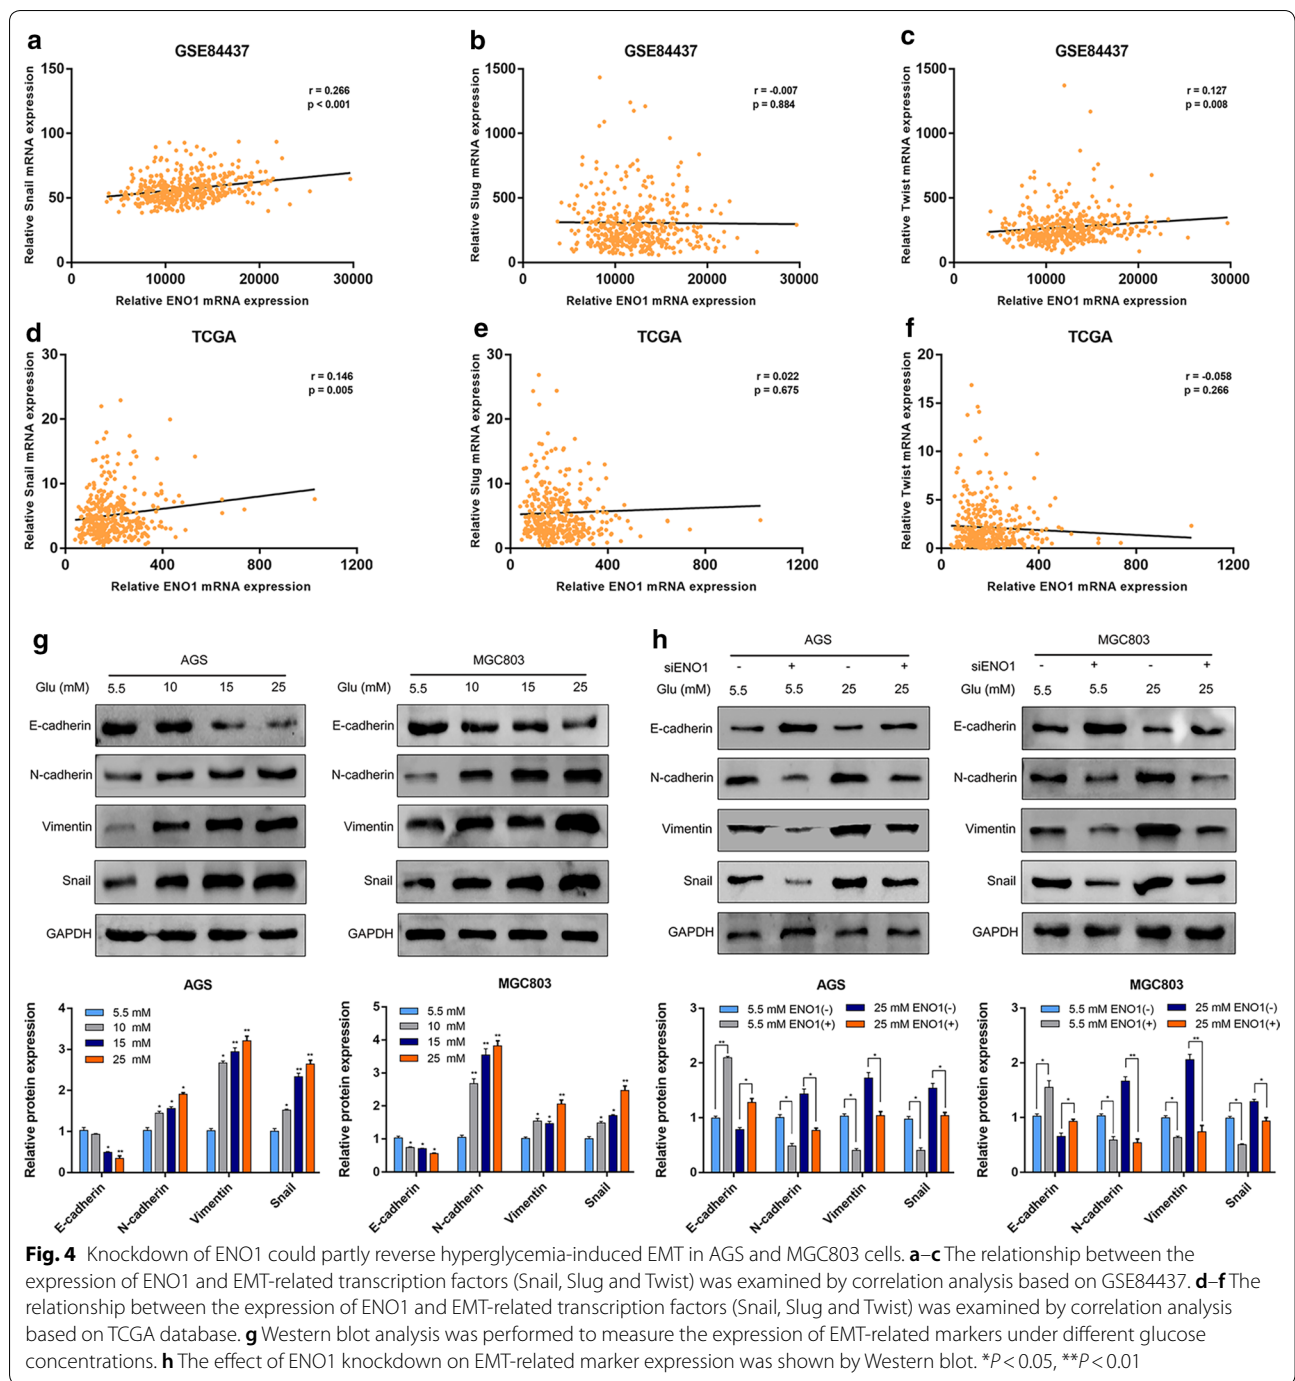 a
GSE84437
Relative Snail mRNA expression
150
100
50
0
r = 0.266
p < 0.001
0 10000 20000 30000
Relative ENO1 mRNA expression
b
GSE84437
Relative Slug mRNA expression
1500
1000
500
0
r = -0.007
p = 0.884
0 10000 20000 30000
Relative ENO1 mRNA expression
c
GSE84437
Relative Twist mRNA expression
1500
1000
500
0
r = 0.127
p = 0.008
0 10000 20000 30000
Relative ENO1 mRNA expression
d
TCGA
Relative Snail mRNA expression
30
20
10
0
r = 0.146
p = 0.005
0 400 800 1200
Relative ENO1 mRNA expression
e
TCGA
Relative Slug mRNA expression
30
20
10
0
r = 0.022
p = 0.675
0 400 800 1200
Relative ENO1 mRNA expression
f
TCGA
Relative Twist mRNA expression
20
15
10
5
0
r = -0.058
p = 0.266
0 400 800 1200
Relative ENO1 mRNA expression
g
AGS
Glu (mM) 5.5 10 15 25
E-cadherin
N-cadherin
Vimentin
Snail
GAPDH
MGC803
Glu (mM) 5.5 10 15 25
E-cadherin
N-cadherin
Vimentin
Snail
GAPDH
h
AGS
siENO1 - + - +
Glu (mM) 5.5 5.5 25 25
E-cadherin
N-cadherin
Vimentin
Snail
GAPDH
MGC803
siENO1 - + - +
Glu (mM) 5.5 5.5 25 25
E-cadherin
N-cadherin
Vimentin
Snail
GAPDH
AGS
Relative protein expression
4
3
2
1
0
5.5 mM
10 mM
15 mM
25 mM
* ** * * * * ** ** * ** **
E-cadherin N-cadherin Vimentin Snail
MGC803
Relative protein expression
5
4
3
2
1
0
5.5 mM
10 mM
15 mM
25 mM
* * * ** ** ** * * ** * * **
E-cadherin N-cadherin Vimentin Snail
AGS
Relative protein expression
3
2
1
0
5.5 mM ENO1(-) 25 mM ENO1(-)
5.5 mM ENO1(+) 25 mM ENO1(+)
** * * * * * * *
E-cadherin N-cadherin Vimentin Snail
MGC803
Relative protein expression
3
2
1
0
5.5 mM ENO1(-) 25 mM ENO1(-)
5.5 mM ENO1(+) 25 mM ENO1(+)
* * * ** * ** * *
E-cadherin N-cadherin Vimentin Snail
Fig. 4 Knockdown of ENO1 could partly reverse hyperglycemia-induced EMT in AGS and MGC803 cells. a–c The relationship between the
expression of ENO1 and EMT-related transcription factors (Snail, Slug and Twist) was examined by correlation analysis based on GSE84437. d–f The
relationship between the expression of ENO1 and EMT-related transcription factors (Snail, Slug and Twist) was examined by correlation analysis
based on TCGA database. g Western blot analysis was performed to measure the expression of EMT-related markers under different glucose
concentrations. h The effect of ENO1 knockdown on EMT-related marker expression was shown by Western blot. *P < 0.05, **P < 0.01